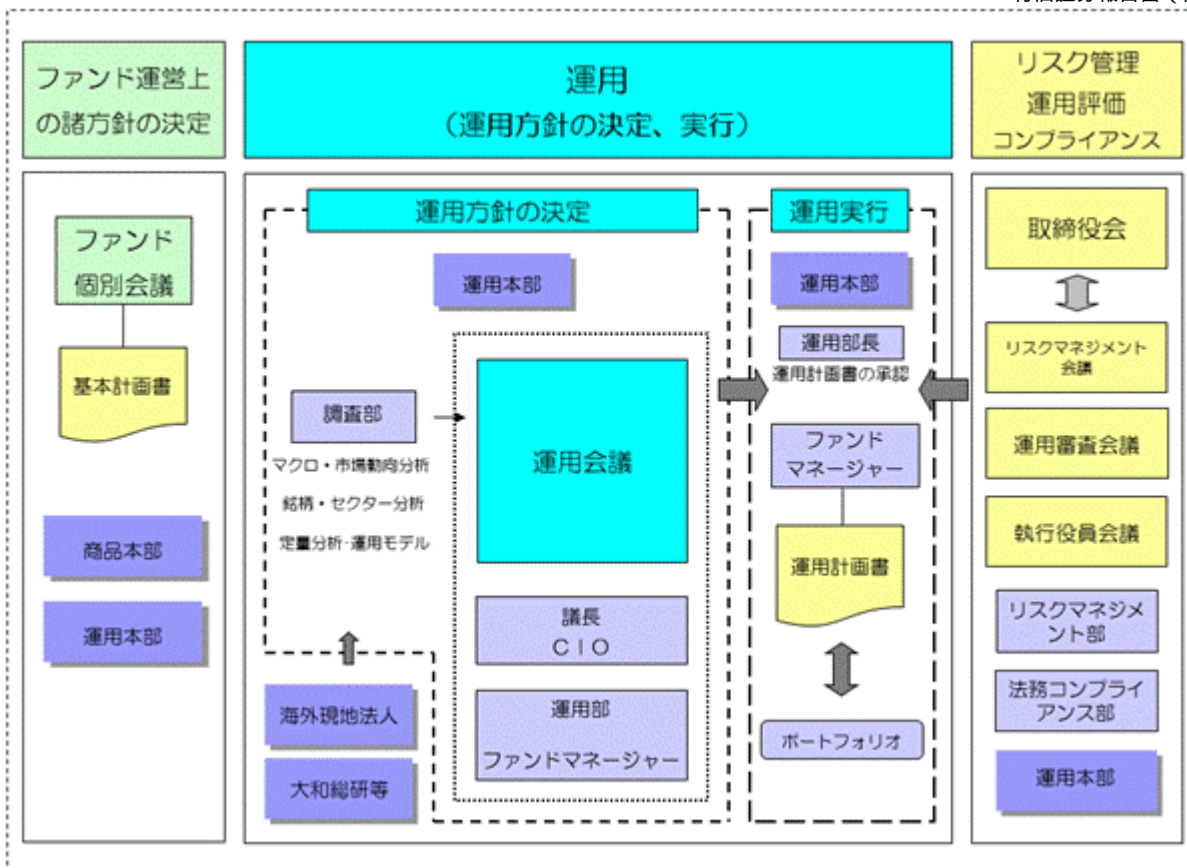 ファンド運営上
の諸方針の決定
運用
（運用方針の決定、実行）
リスク管理
運用評価
コンプライアンス
ファンド
個別会議
基本計画書
商品本部
運用本部
運用方針の決定
運用本部
調査部
マクロ・市場動向分析
銘柄・セクター分析
定量分析・運用モデル
海外現地法人
大和総研等
運用会議
議長
ＣＩＯ
運用部
ファンドマネージャー
運用実行
運用本部
運用部長
運用計画書の承認
ファンド
マネージャー
運用計画書
ポートフォリオ
取締役会
リスクマネジメント
会議
運用審査会議
執行役員会議
リスクマネジメ
ント部
法務コンプライ
アンス部
運用本部